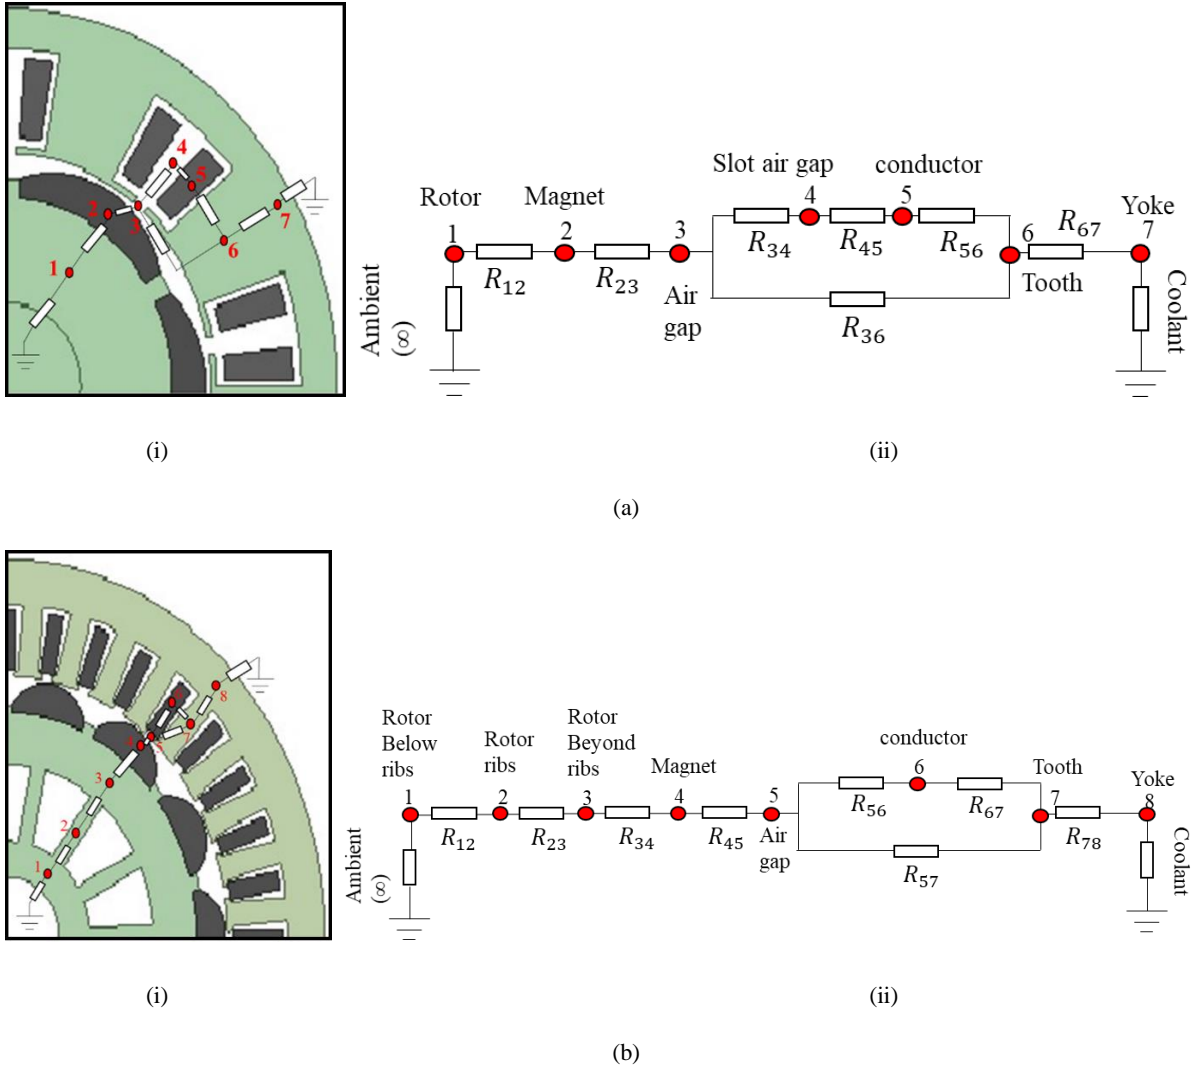 4
5
2
3
7
6
1
(i)
Slot air gap
conductor
Rotor
Magnet
4
5
Yoke
1
2
3
6
R67
7
R34
R45
R56
R12
R23
Tooth
Air
gap
R36
Ambient
(∞)
Coolant
(ii)
(a)
8
7
4
5
3
2
1
(i)
Rotor
Below
ribs
Rotor
ribs
Rotor
Beyond
ribs
Magnet
conductor
6
Tooth
Yoke
1
2
3
4
5
7
8
R56
R67
R12
R23
R34
R45
Air
gap
R78
R57
Ambient
(∞)
Coolant
(ii)
(b)